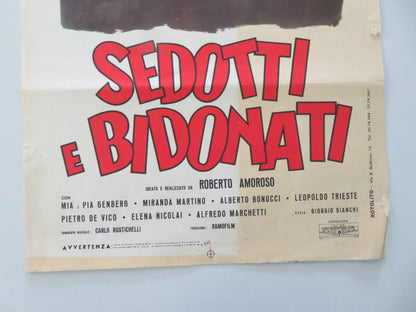 SEDOTTI
E BIDONATI
IDEATO E REALIZZATO DA ROBERTO AMOROSO
CON
MIA E PIA GENBERG • MIRANDA MARTINO • ALBERTO BONUCCI • LEOPOLDO TRIESTE
PIETRO DE VICO • ELENA NICOLAI • ALFREDO MARCHETTI
REGIA: GIORGIO BIANCHI
COMMENTO MUSICALE: CARLO RUSTICHELLI
PRODUZIONE: RAMOFILM
AVVERTENZA
ROTOLITO